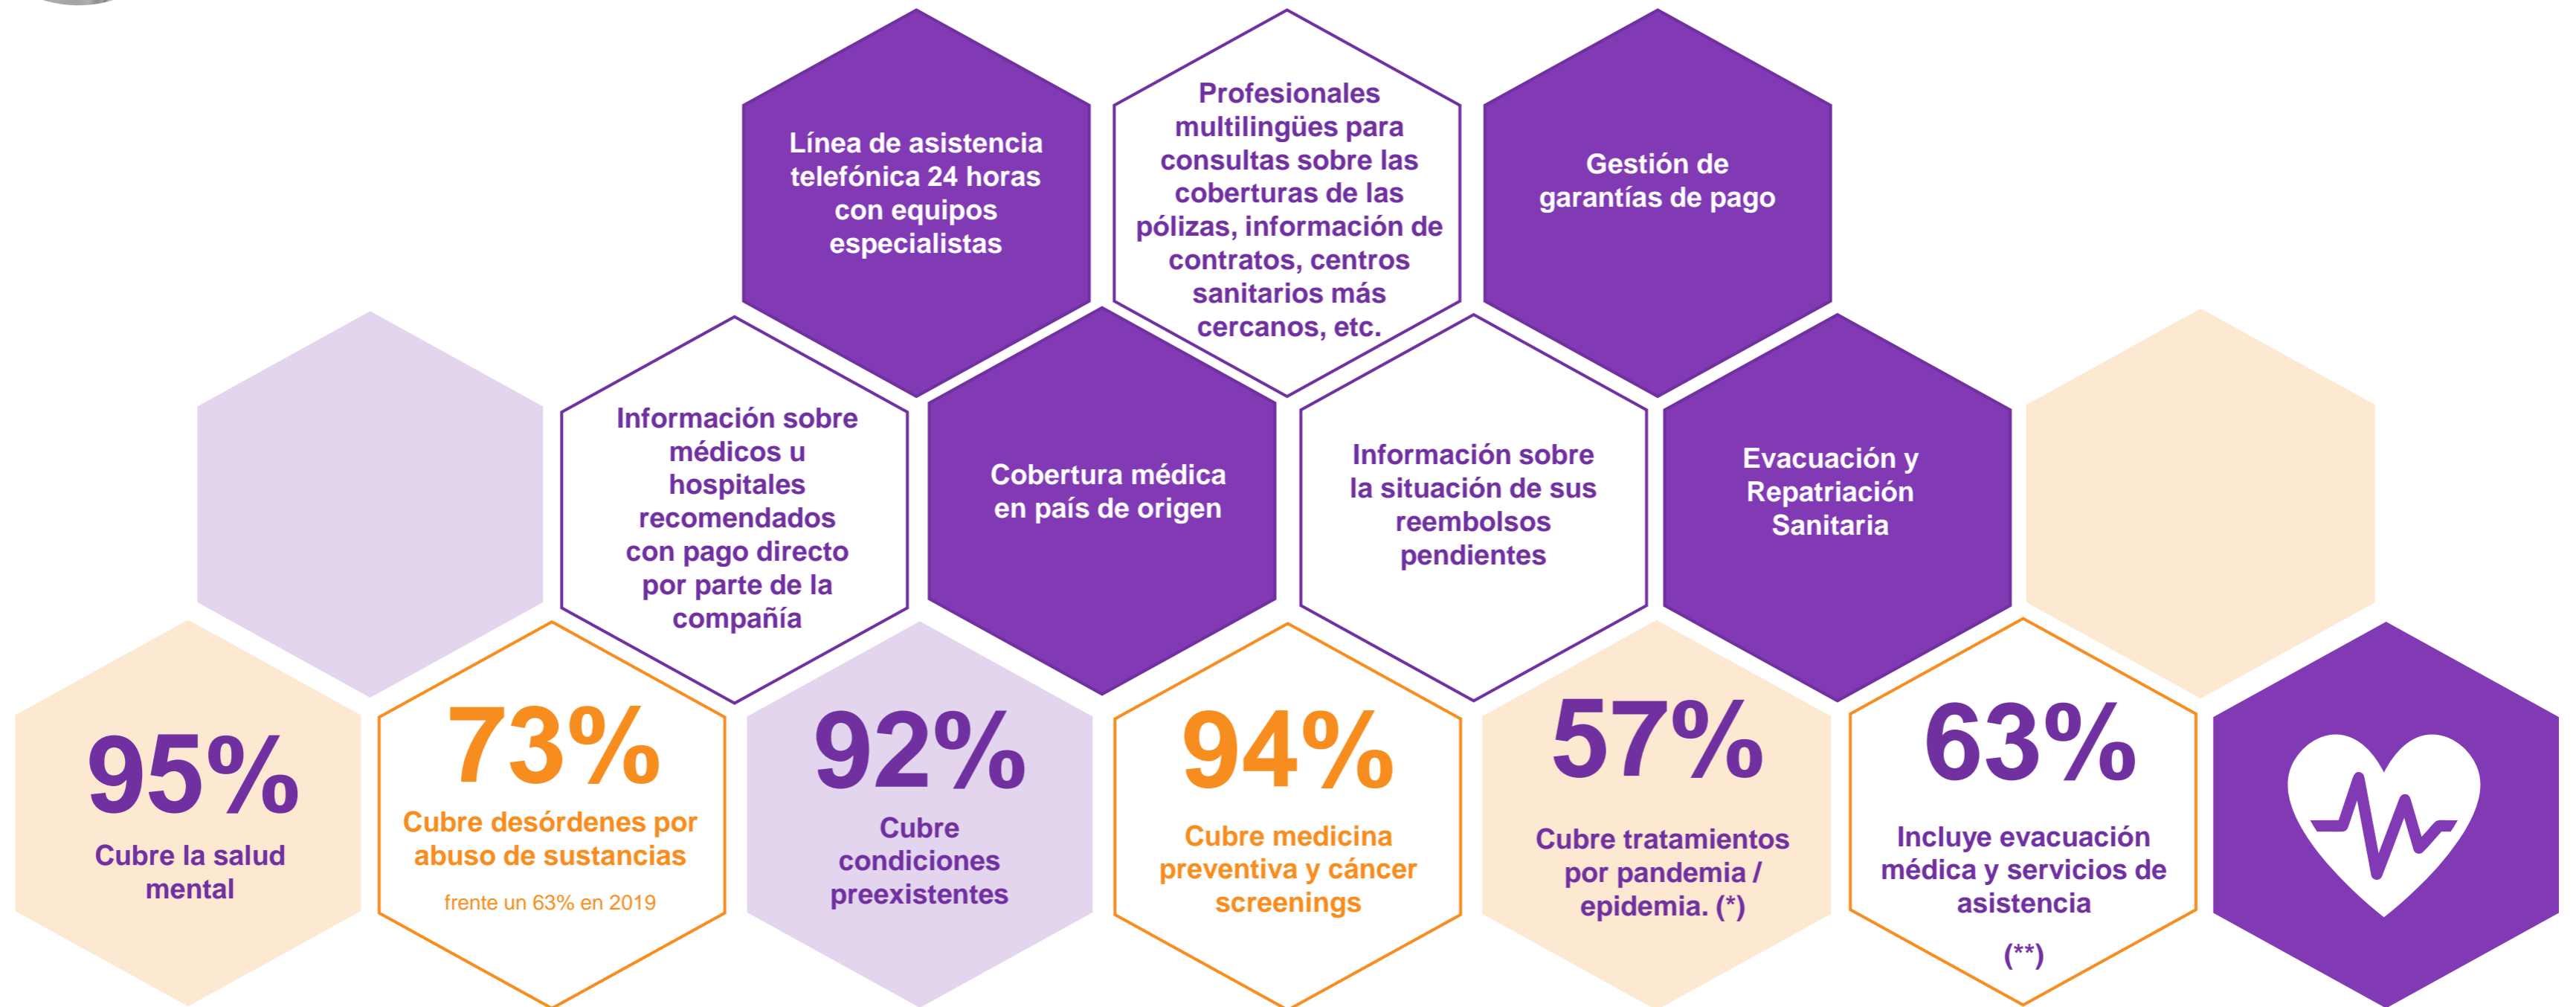 Línea de asistencia
telefónica 24 horas
con equipos
especialistas
Profesionales
multilingües para
consultas sobre las
coberturas de las
pólizas, información de
contratos, centros
sanitarios más
cercanos, etc.
Gestión de
garantías de pago
Información sobre
médicos u
hospitales
recomendados
con pago directo
por parte de la
compañía
Cobertura médica
en país de origen
Información sobre
la situación de sus
reembolsos
pendientes
Evacuación y
Repatriación
Sanitaria
95%
Cubre la salud
mental
73%
Cubre desórdenes por
abuso de sustancias
frente un 63% en 2019
92%
Cubre
condiciones
preexistentes
94%
Cubre medicina
preventiva y cáncer
screenings
57%
Cubre tratamientos
por pandemia /
epidemia. (*)
63%
Incluye evacuación
médica y servicios de
asistencia
(**)